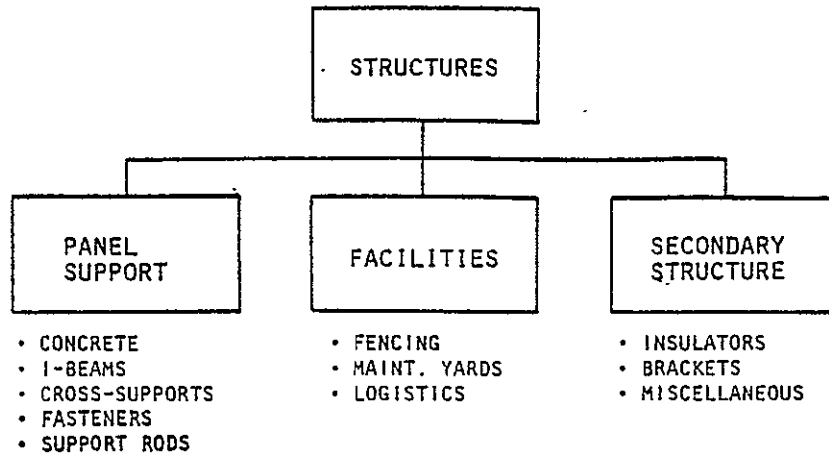 STRUCTURES
PANEL
SUPPORT
• CONCRETE
• I-BEAMS
• CROSS-SUPPORTS
• FASTENERS
• SUPPORT RODS
FACILITIES
• FENCING
• MAINT. YARDS
• LOGISTICS
SECONDARY
STRUCTURE
• INSULATORS
• BRACKETS
• MISCELLANEOUS